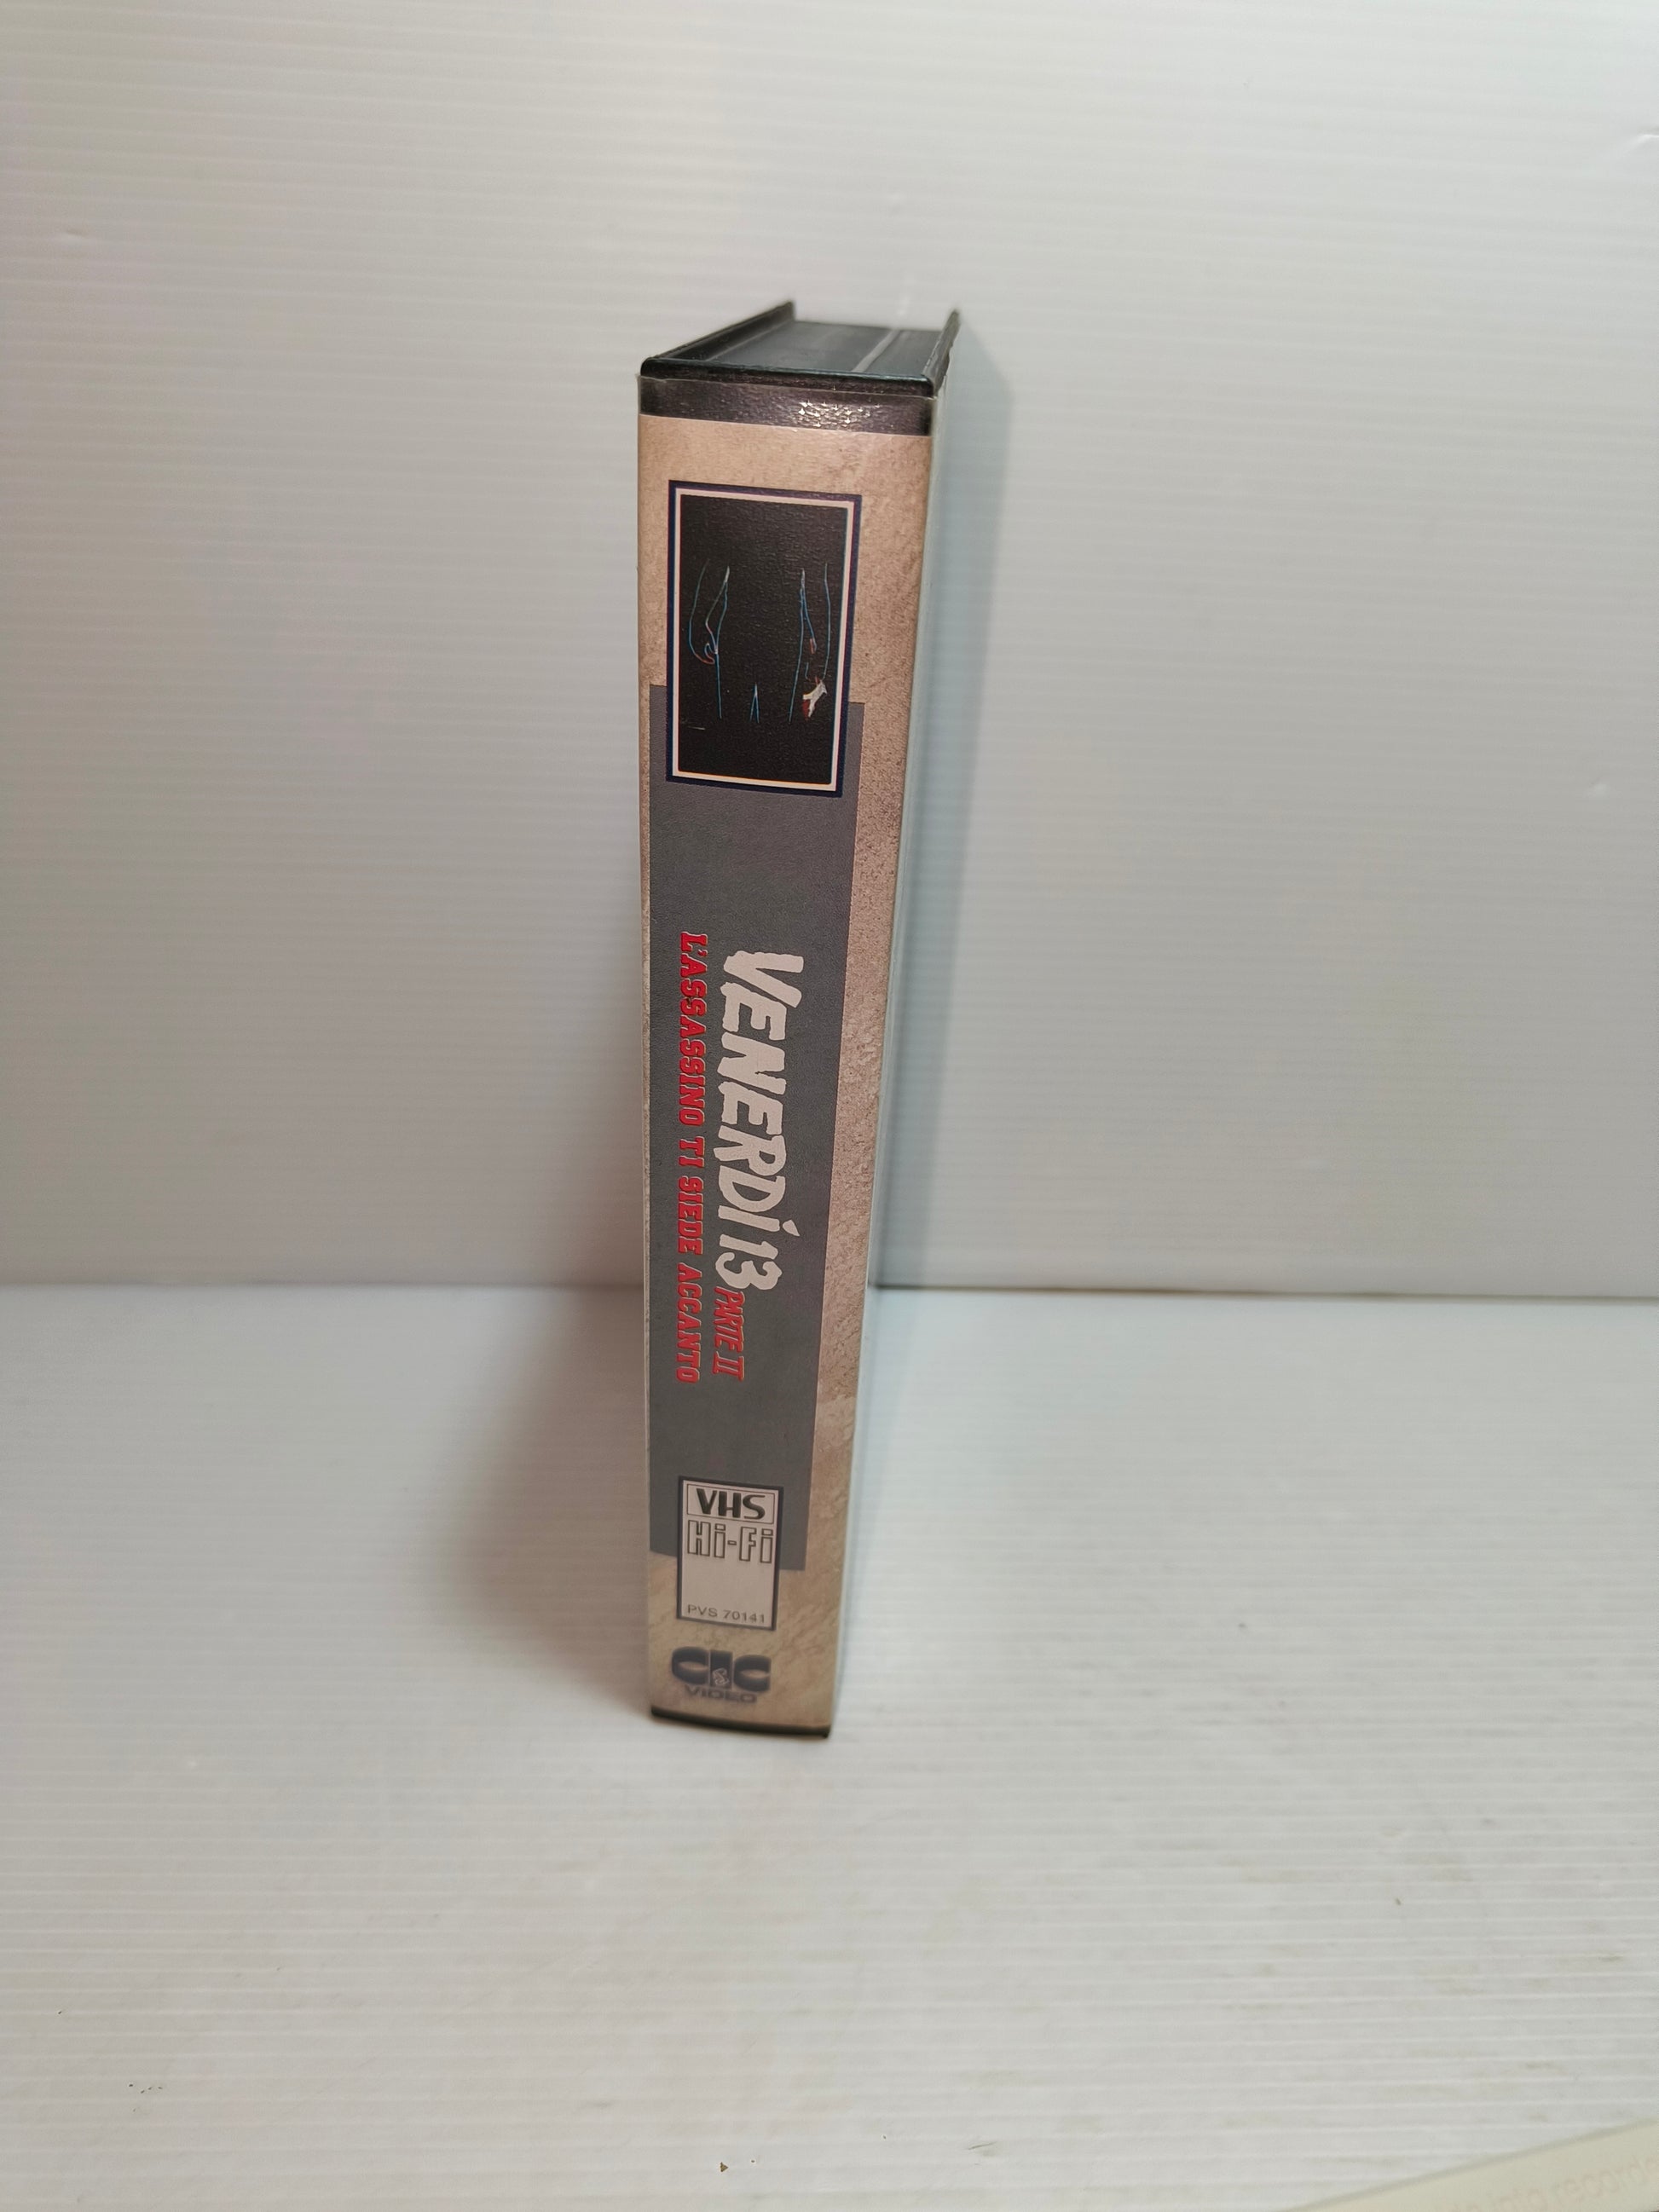 VENERDÌ 13
PARTE II
L'ASSASSINO TI SIEDE ACCANTO
VHS
Hi-Fi
PVS 70141
CIC
VIDEO